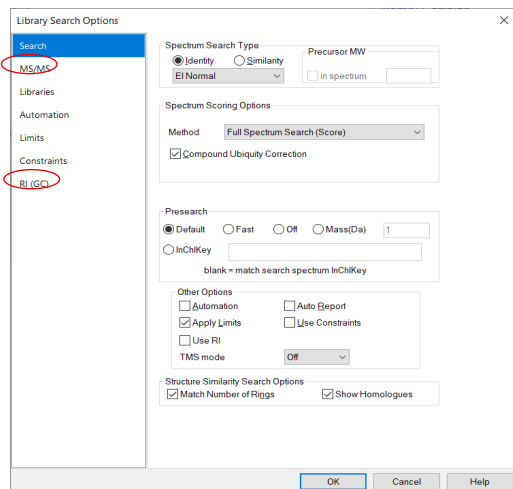 Library Search Options
Search
MS/MS
Libraries
Automation
Limits
Constraints
RI (GC)
Spectrum Search Type
Identity Similarity
EI Normal
Precursor MW
in spectrum
Spectrum Scoring Options
Method Full Spectrum Search (Score)
Compound Ubiquity Correction
Presearch
Default Fast Off Mass(Da) 1
InChIKey
blank = match search spectrum InChIKey
Other Options
Automation Auto Report
Apply Limits Use Constraints
Use RI
TMS mode Off
Structure Similarity Search Options
Match Number of Rings Show Homologues
OK Cancel Help